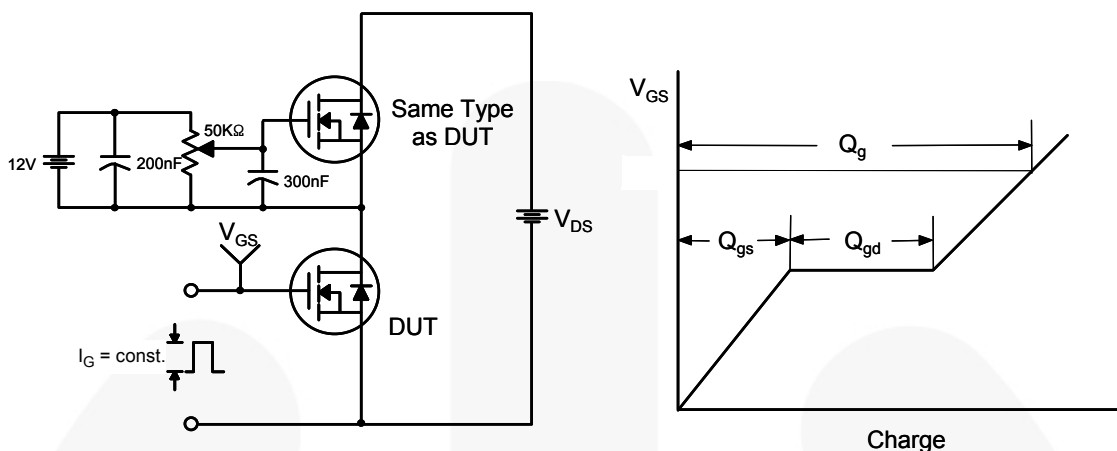 50KΩ
Same Type
as DUT
12V
200nF
300nF
V_GS
V_DS
DUT
I_G = const.
V_GS
Q_g
Q_gs
Q_gd
Charge